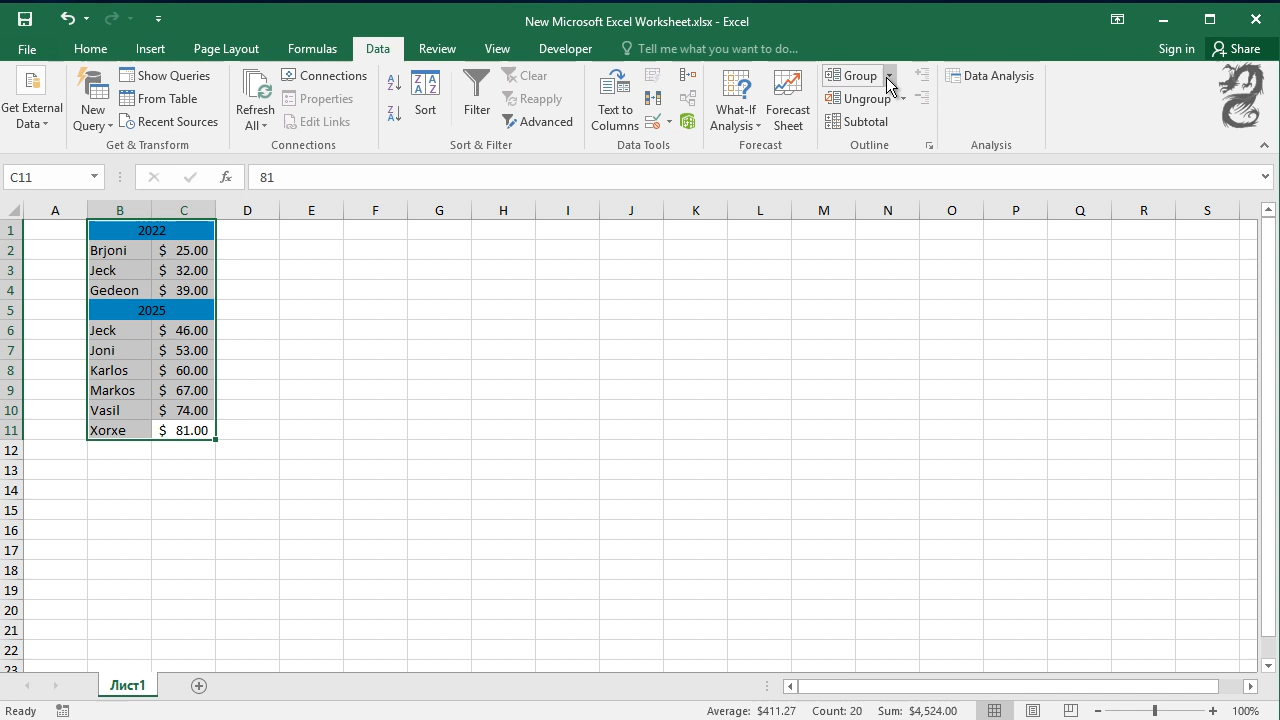 New Microsoft Excel Worksheet.xlsx - Excel
File Home Insert Page Layout Formulas Data Review View Developer Tell me what you want to do... Sign in Share
Get External Data
New Query
Show Queries
From Table
Recent Sources
Get & Transform
Refresh All
Connections
Properties
Edit Links
Connections
Sort
Filter
Clear
Reapply
Advanced
Sort & Filter
Text to Columns
Data Tools
What-If Analysis
Forecast Sheet
Forecast
Group
Ungroup
Subtotal
Outline
Data Analysis
Analysis
C11 fx 81
A B C D E F G H I J K L M N O P Q R S
1 2022
2 Brjoni $ 25.00
3 Jeck $ 32.00
4 Gedeon $ 39.00
5 2025
6 Jeck $ 46.00
7 Joni $ 53.00
8 Karlos $ 60.00
9 Markos $ 67.00
10 Vasil $ 74.00
11 Xorxe $ 81.00
12
13
14
15
16
17
18
19
20
21
22
23
Лист1
Ready Average: $411.27 Count: 20 Sum: $4,524.00 100%